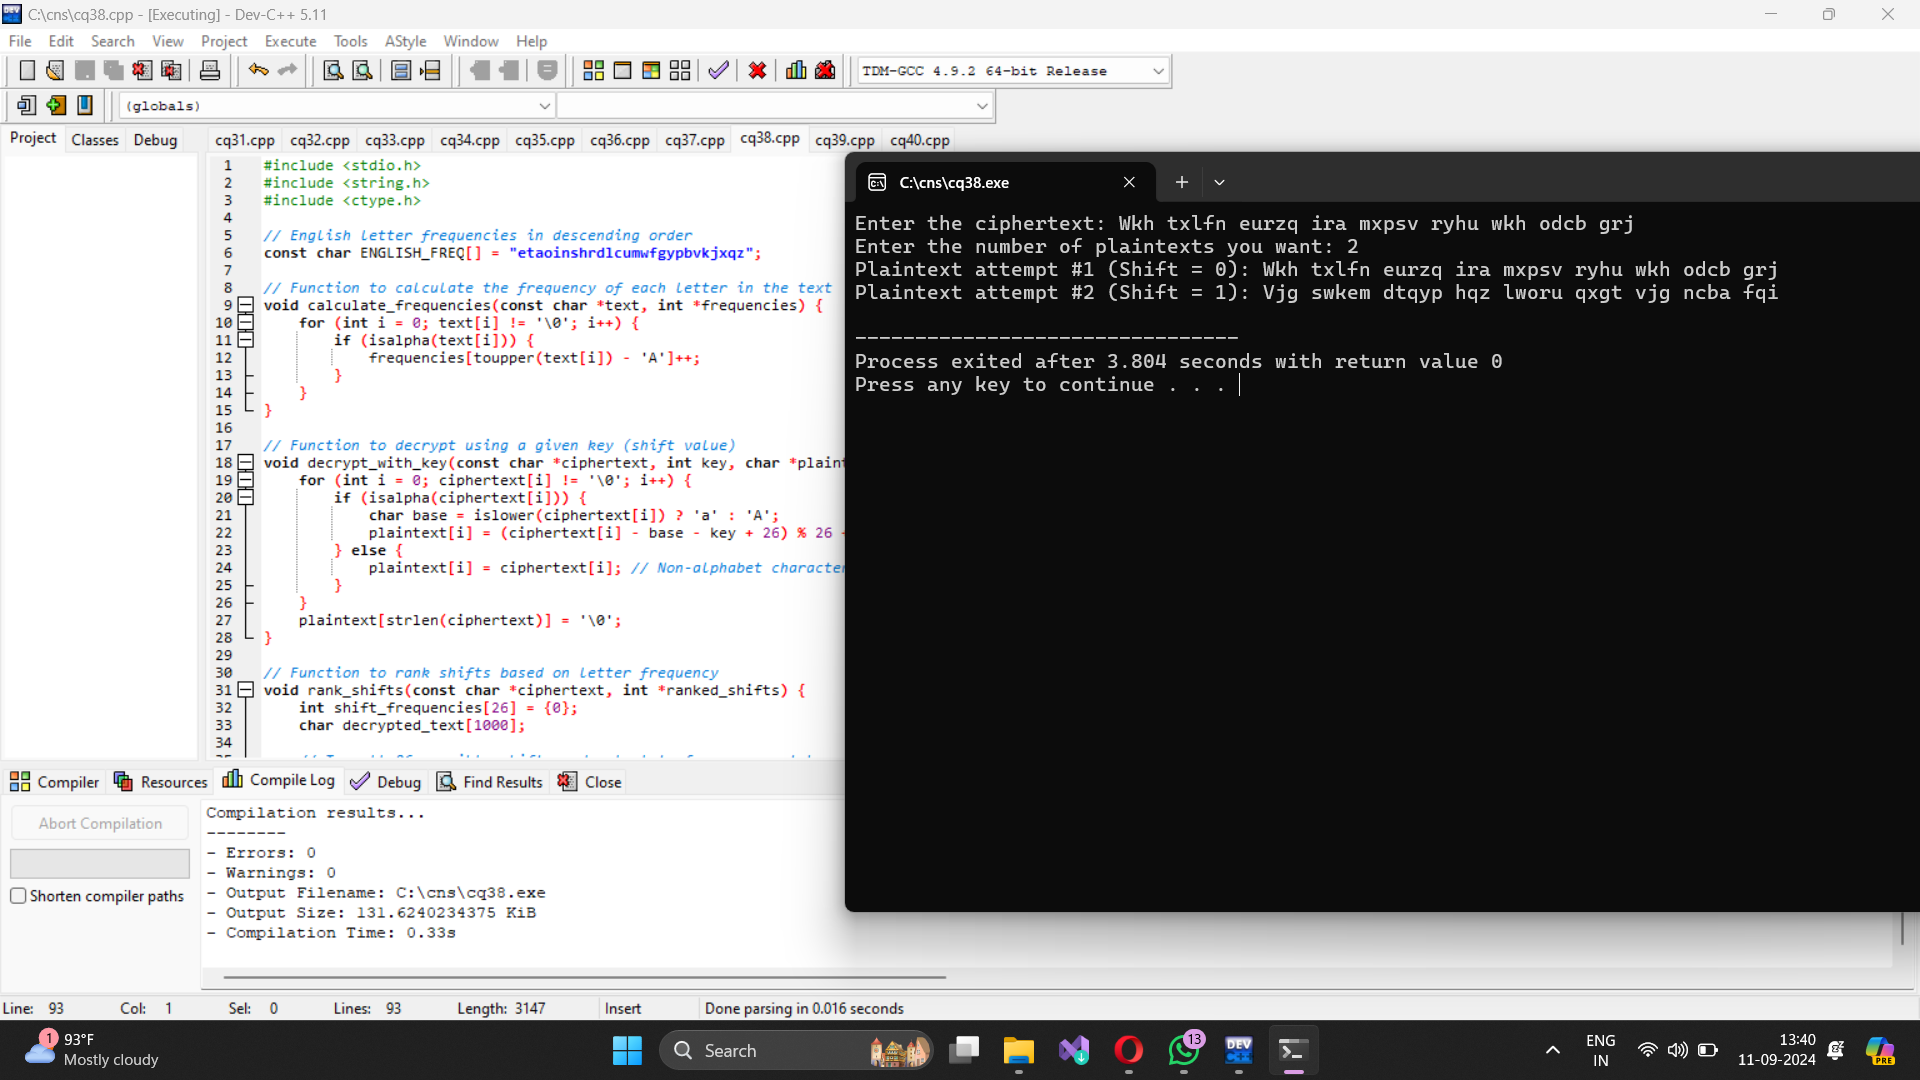 C:\cns\cq38.cpp - [Executing] - Dev-C++ 5.11
File Edit Search View Project Execute Tools AStyle Window Help
TDM-GCC 4.9.2 64-bit Release
(globals)
Project Classes Debug
cq31.cpp cq32.cpp cq33.cpp cq34.cpp cq35.cpp cq36.cpp cq37.cpp cq38.cpp cq39.cpp cq40.cpp
1 #include <stdio.h>
2 #include <string.h>
3 #include <ctype.h>
4
5 // English letter frequencies in descending order
6 const char ENGLISH_FREQ[] = "etaoinshrdlcumwfgypbvkjxqz";
7
8 // Function to calculate the frequency of each letter in the text
9 void calculate_frequencies(const char *text, int *frequencies) {
10 for (int i = 0; text[i] != '\0'; i++) {
11 if (isalpha(text[i])) {
12 frequencies[toupper(text[i]) - 'A']++;
13 }
14 }
15 }
16
17 // Function to decrypt using a given key (shift value)
18 void decrypt_with_key(const char *ciphertext, int key, char *plaint
19 for (int i = 0; ciphertext[i] != '\0'; i++) {
20 if (isalpha(ciphertext[i])) {
21 char base = islower(ciphertext[i]) ? 'a' : 'A';
22 plaintext[i] = (ciphertext[i] - base - key + 26) % 26
23 } else {
24 plaintext[i] = ciphertext[i]; // Non-alphabet character
25 }
26 }
27 plaintext[strlen(ciphertext)] = '\0';
28 }
29
30 // Function to rank shifts based on letter frequency
31 void rank_shifts(const char *ciphertext, int *ranked_shifts) {
32 int shift_frequencies[26] = {0};
33 char decrypted_text[1000];
34
C:\cns\cq38.exe
Enter the ciphertext: Wkh txlfn eurzq ira mxpsv ryhu wkh odcb grj
Enter the number of plaintexts you want: 2
Plaintext attempt #1 (Shift = 0): Wkh txlfn eurzq ira mxpsv ryhu wkh odcb grj
Plaintext attempt #2 (Shift = 1): Vjg swkem dtqyp hqz lworu qxgt vjg ncba fqi
--------------------------------
Process exited after 3.804 seconds with return value 0
Press any key to continue . . .
Compiler Resources Compile Log Debug Find Results Close
Abort Compilation
Shorten compiler paths
Compilation results...
--------
- Errors: 0
- Warnings: 0
- Output Filename: C:\cns\cq38.exe
- Output Size: 131.6240234375 KiB
- Compilation Time: 0.33s
Line: 93 Col: 1 Sel: 0 Lines: 93 Length: 3147 Insert Done parsing in 0.016 seconds
1
93°F
Mostly cloudy
Search
13
DEV
C++
ENG
IN
13:40
11-09-2024
PRE